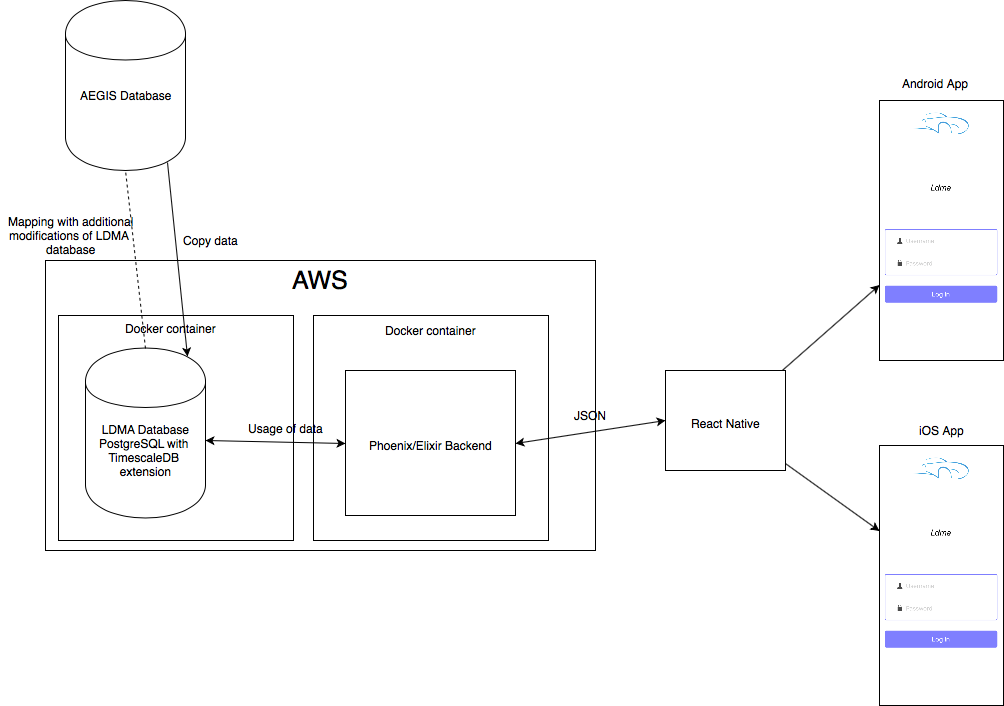 AEGIS Database
Mapping with additional
modifications of LDMA
database
Copy data
AWS
Docker container
LDMA Database
PostgreSQL with
TimescaleDB
extension
Usage of data
Docker container
Phoenix/Elixir Backend
JSON
React Native
Android App
Ldme
Username
Password
Log In
iOS App
Ldme
Username
Password
Log In